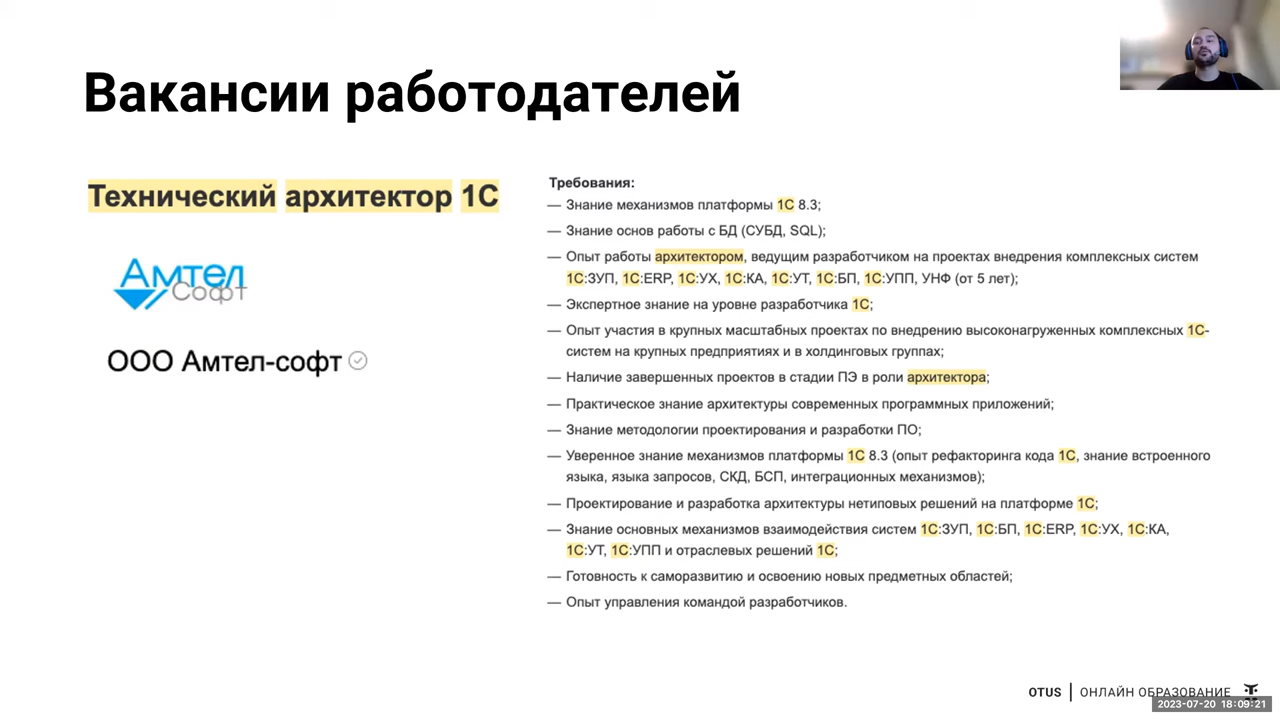 Вакансии работодателей
Технический архитектор 1С
Амтел
Софт
ООО Амтел-софт
Требования:
— Знание механизмов платформы 1С 8.3;
— Знание основ работы с БД (СУБД, SQL);
— Опыт работы архитектором, ведущим разработчиком на проектах внедрения комплексных систем
1С:ЗУП, 1С:ERP, 1С:УХ, 1С:КА, 1С:УТ, 1С:БП, 1С:УПП, УНФ (от 5 лет);
— Экспертное знание на уровне разработчика 1С;
— Опыт участия в крупных масштабных проектах по внедрению высоконагруженных комплексных 1С-
систем на крупных предприятиях и в холдинговых группах;
— Наличие завершенных проектов в стадии ПЭ в роли архитектора;
— Практическое знание архитектуры современных программных приложений;
— Знание методологии проектирования и разработки ПО;
— Уверенное знание механизмов платформы 1С 8.3 (опыт рефакторинга кода 1С, знание встроенного
языка, языка запросов, СКД, БСП, интеграционных механизмов);
— Проектирование и разработка архитектуры нетиповых решений на платформе 1С;
— Знание основных механизмов взаимодействия систем 1С:ЗУП, 1С:БП, 1С:ERP, 1С:УХ, 1С:КА,
1С:УТ, 1С:УПП и отраслевых решений 1С;
— Готовность к саморазвитию и освоению новых предметных областей;
— Опыт управления командой разработчиков.
OTUS | ОНЛАЙН ОБРАЗОВАНИЕ
2023-07-20 18:09:21